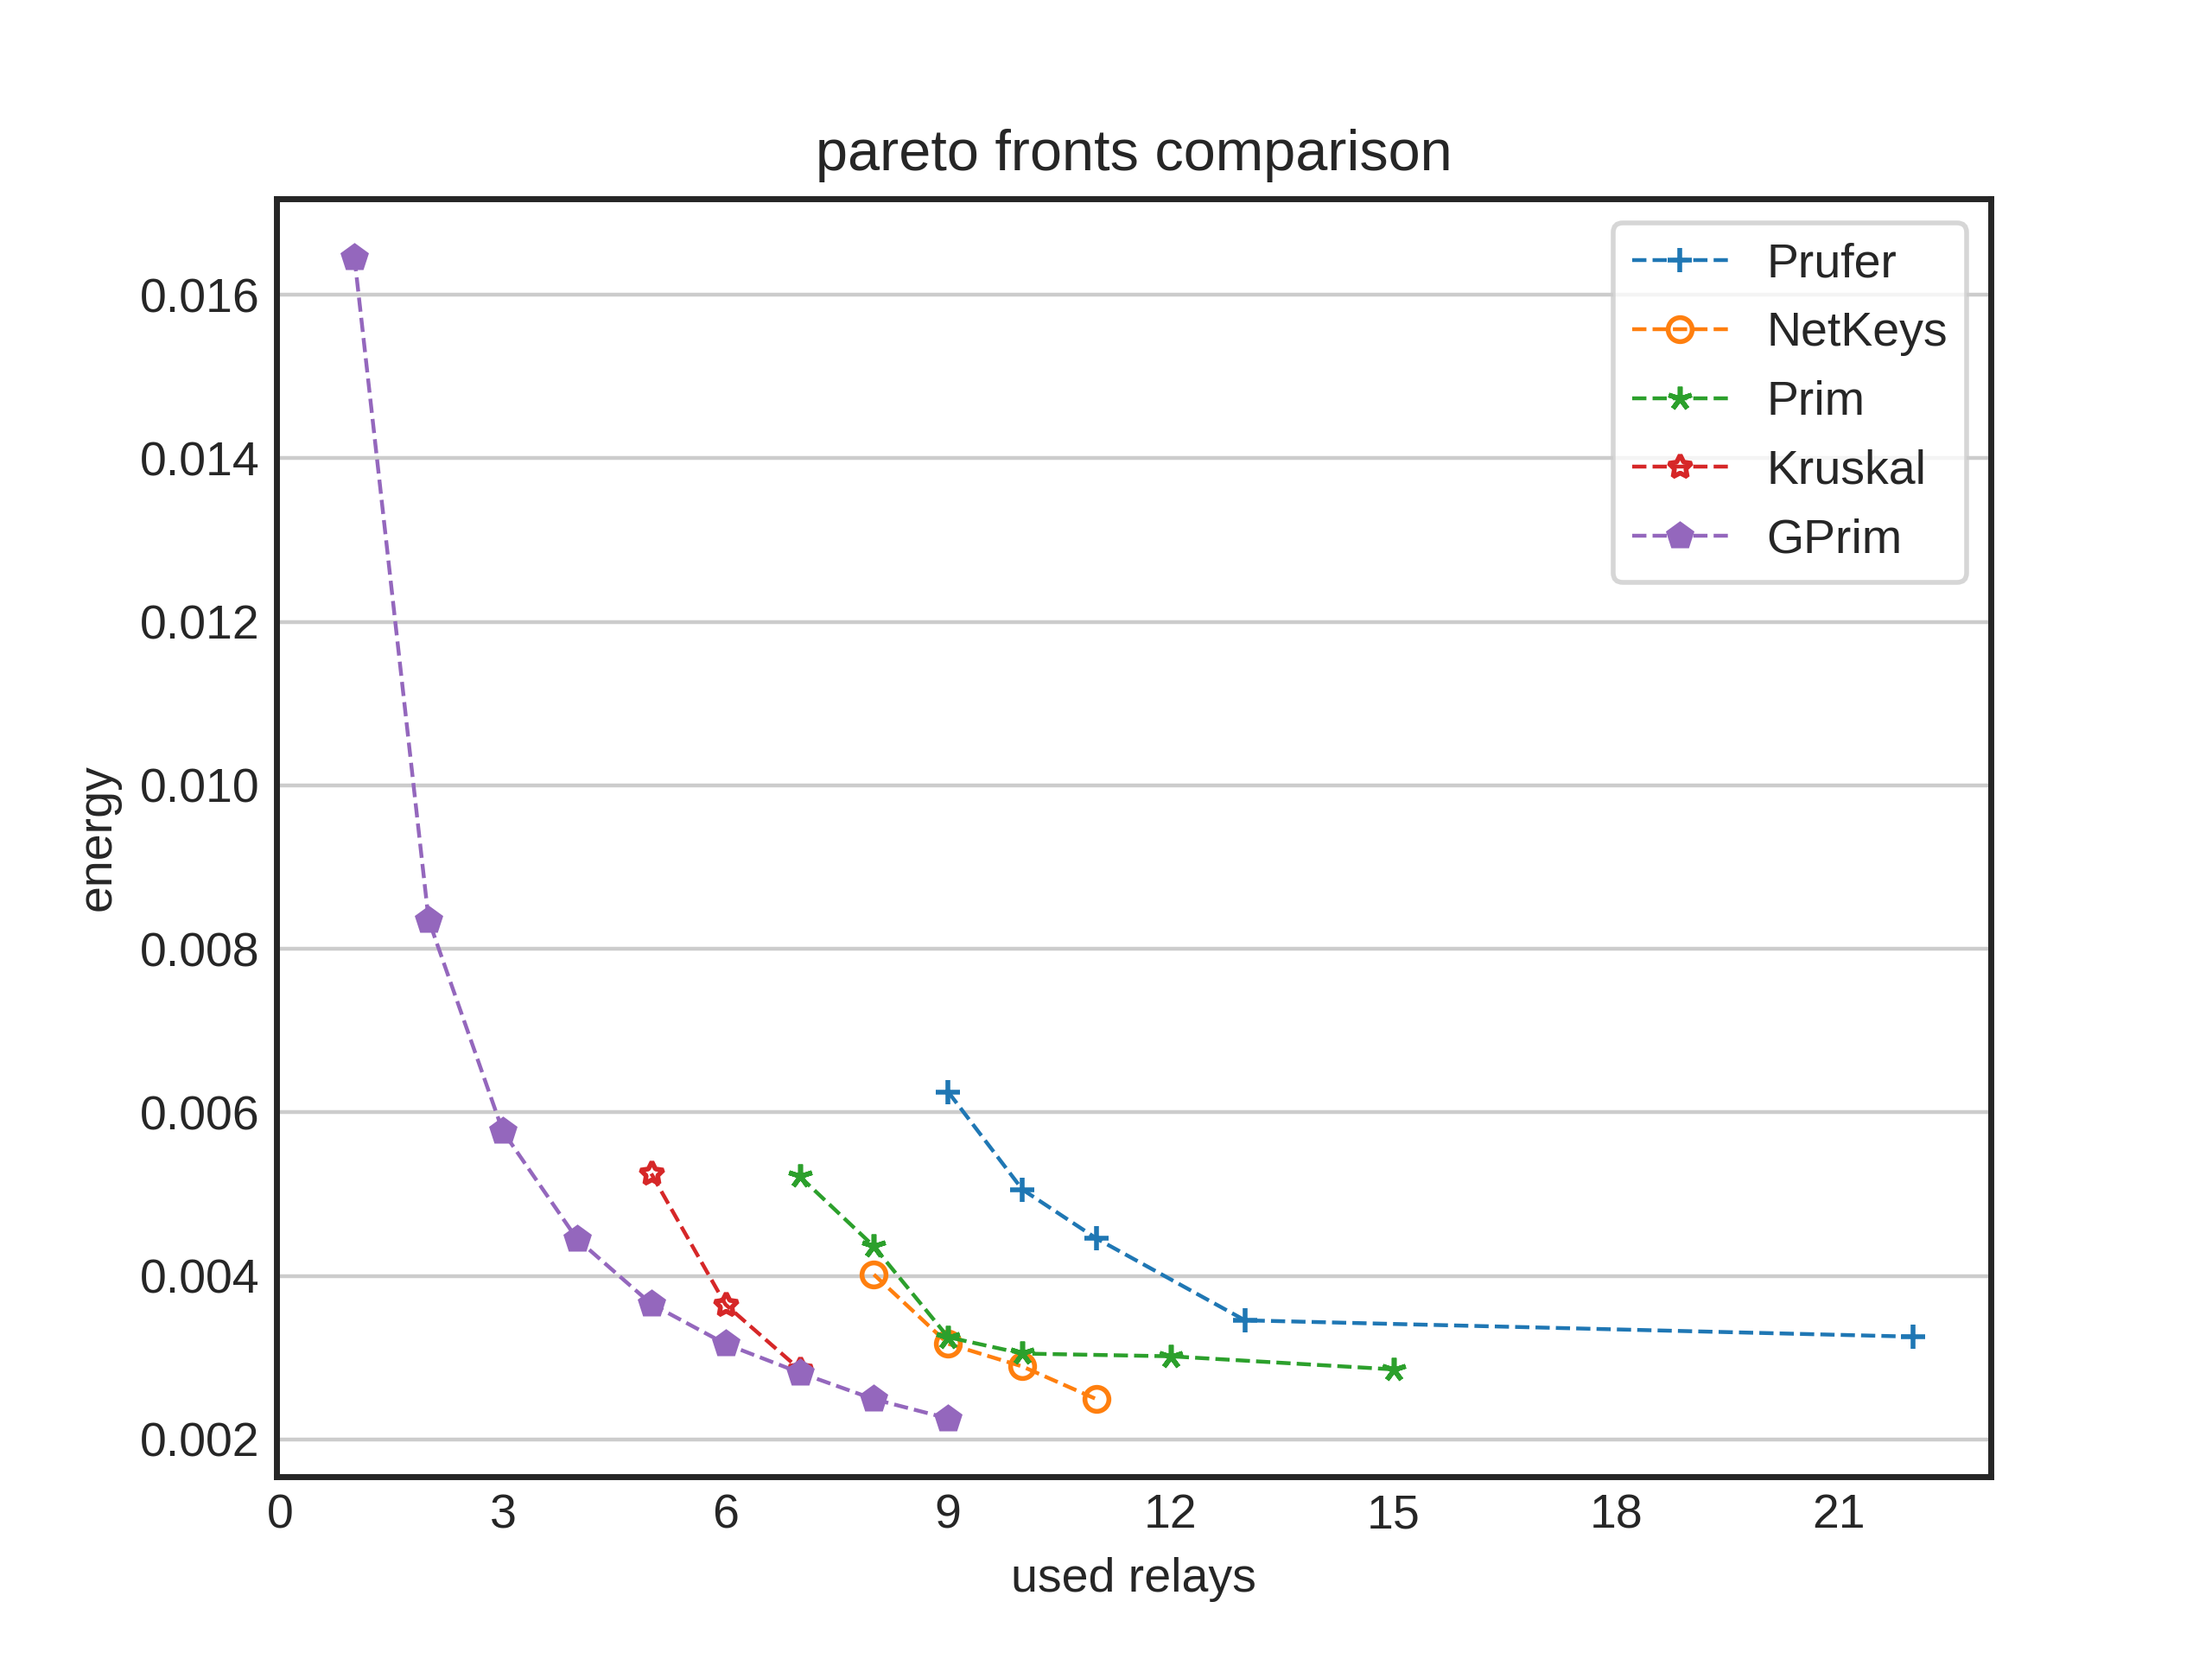 pareto fronts comparison
Prufer
NetKeys
Prim
Kruskal
GPrim
0.016
0.014
0.012
0.010
0.008
0.006
0.004
0.002
energy
0 3 6 9 12 15 18 21
used relays